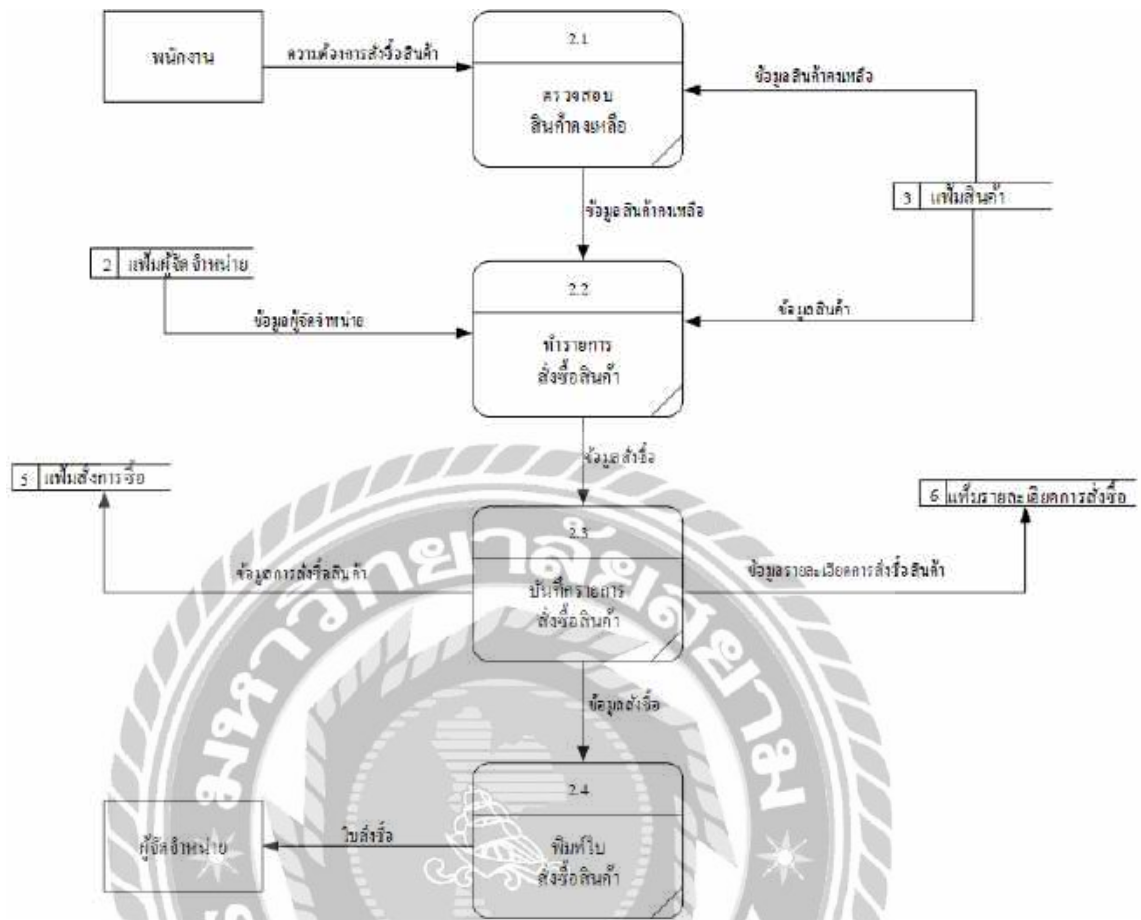 พนักงาน
ความต้องการสั่งซื้อสินค้า
2.1
ตรวจสอบ
สินค้าคงเหลือ
ข้อมูลสินค้าคงเหลือ
3 แฟ้มสินค้า
ข้อมูลสินค้าคงเหลือ
2 แฟ้มผู้จัดจำหน่าย
ข้อมูลผู้จัดจำหน่าย
2.2
ทำรายการ
สั่งซื้อสินค้า
ข้อมูลสินค้า
ข้อมูลสั่งซื้อ
5 แฟ้มสั่งการซื้อ
6 แฟ้มรายละเอียดการสั่งซื้อ
2.3
บันทึกรายการ
สั่งซื้อสินค้า
ข้อมูลการสั่งซื้อสินค้า
ข้อมูลรายละเอียดการสั่งซื้อสินค้า
มหาวิทยาลัยสยาม
ข้อมูลสั่งซื้อ
2.4
พิมพ์ใบ
สั่งซื้อสินค้า
ใบสั่งซื้อ
ผู้จัดจำหน่าย